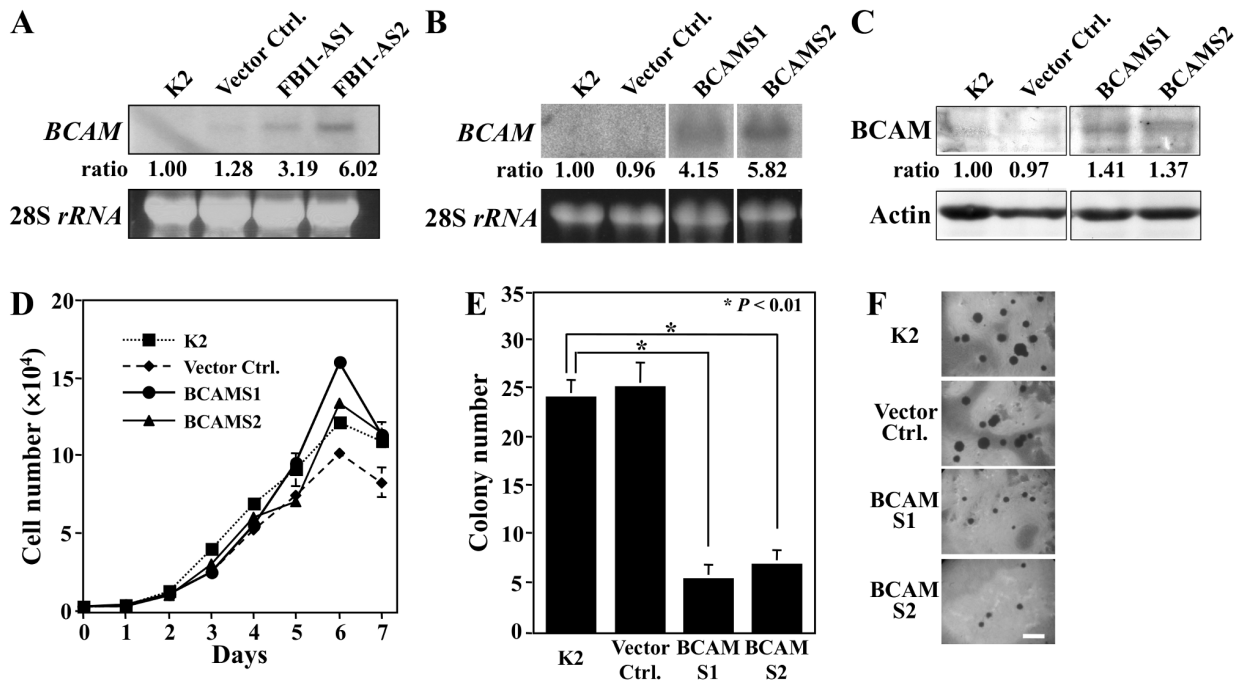 A
K2
Vector Ctrl.
FBI1-AS1
FBI1-AS2
BCAM
ratio
1.00
1.28
3.19
6.02
28S rRNA
B
K2
Vector Ctrl.
BCAMS1
BCAMS2
BCAM
ratio
1.00
0.96
4.15
5.82
28S rRNA
C
K2
Vector Ctrl.
BCAMS1
BCAMS2
BCAM
ratio
1.00
0.97
1.41
1.37
Actin
D
Cell number (×10⁴)
20
15
10
5
0
K2
Vector Ctrl.
BCAMS1
BCAMS2
0 1 2 3 4 5 6 7
Days
E
Colony number
35
30
25
20
15
10
5
0
* P < 0.01
*
*
K2
Vector
Ctrl.
BCAM
S1
BCAM
S2
F
K2
Vector
Ctrl.
BCAM
S1
BCAM
S2